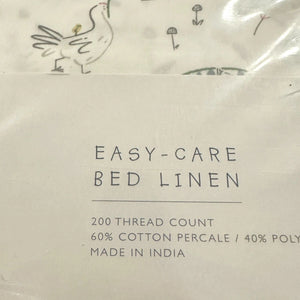 EASY-CARE
BED LINEN
200 THREAD COUNT
60% COTTON PERCALE / 40% POLY
MADE IN INDIA